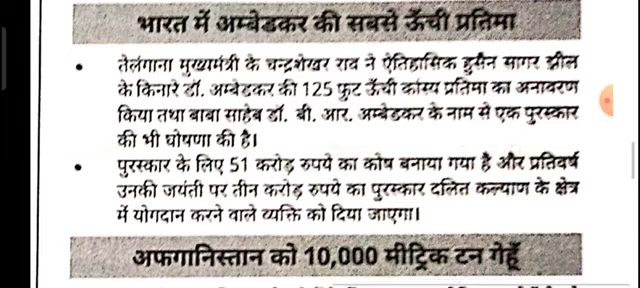 भारत में अम्बेडकर की सबसे ऊँची प्रतिमा
• तेलंगाना मुख्यमंत्री के चन्द्रशेखर राव ने ऐतिहासिक हुसैन सागर झील
के किनारे डॉ. अम्बेडकर की 125 फुट ऊँची कांस्य प्रतिमा का अनावरण
किया तथा बाबा साहेब डॉ. बी. आर. अम्बेडकर के नाम से एक पुरस्कार
की भी घोषणा की है।
• पुरस्कार के लिए 51 करोड़ रुपये का कोष बनाया गया है और प्रतिवर्ष
उनकी जयंती पर तीन करोड़ रुपये का पुरस्कार दलित कल्याण के क्षेत्र
में योगदान करने वाले व्यक्ति को दिया जाएगा।
अफगानिस्तान को 10,000 मीट्रिक टन गेहूँ